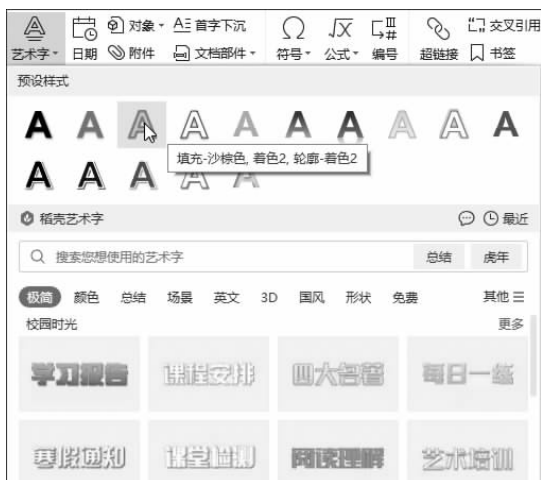 对象 首字下沉 交叉引用
艺术字 日期 附件 文档部件 符号 公式 编号 超链接 书签
预设样式
A A A A A A A A A A
填充-沙棕色, 着色2, 轮廓-着色2
A A A A A
稻壳艺术字 最近
搜索您想使用的艺术字 总结 虎年
极简 颜色 总结 场景 英文 3D 国风 形状 免费 其他
校园时光 更多
学习报告 课程安排 四大名著 每日一练
寒假通知 课堂检测 阅读理解 艺术培训